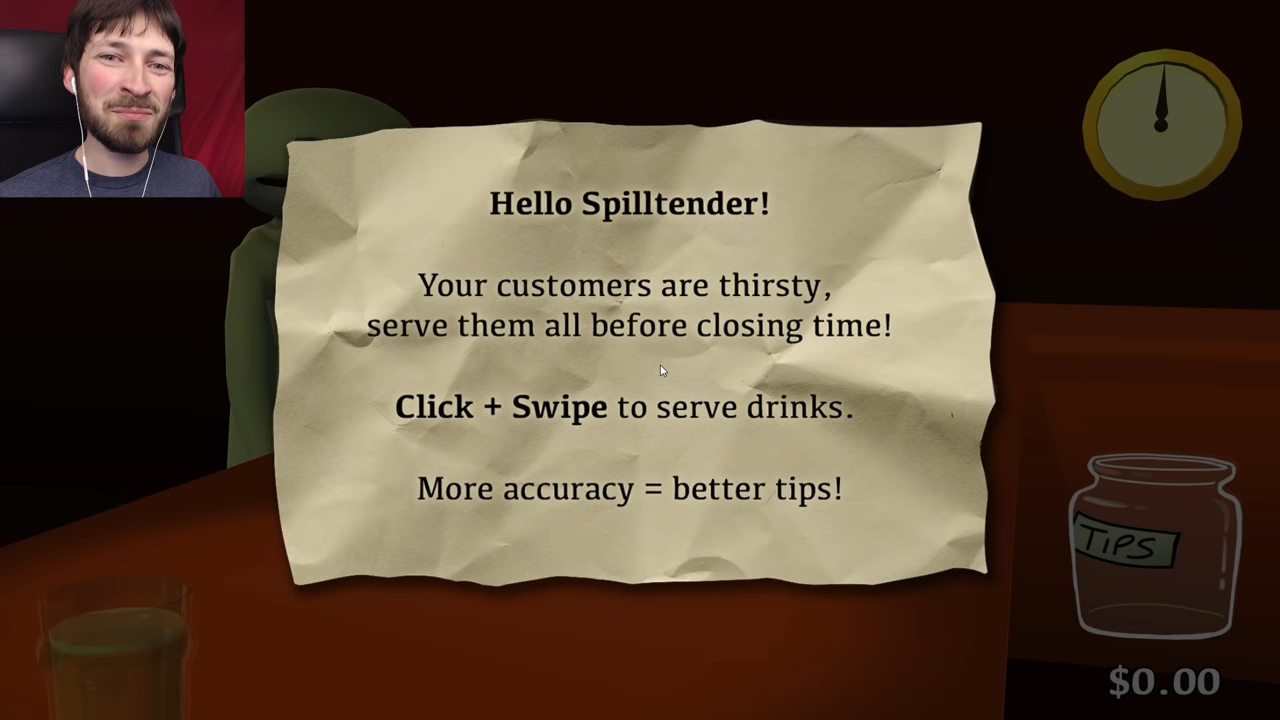 Hello Spilltender!
Your customers are thirsty,
serve them all before closing time!
Click + Swipe to serve drinks.
More accuracy = better tips!
TiPS
$0.00